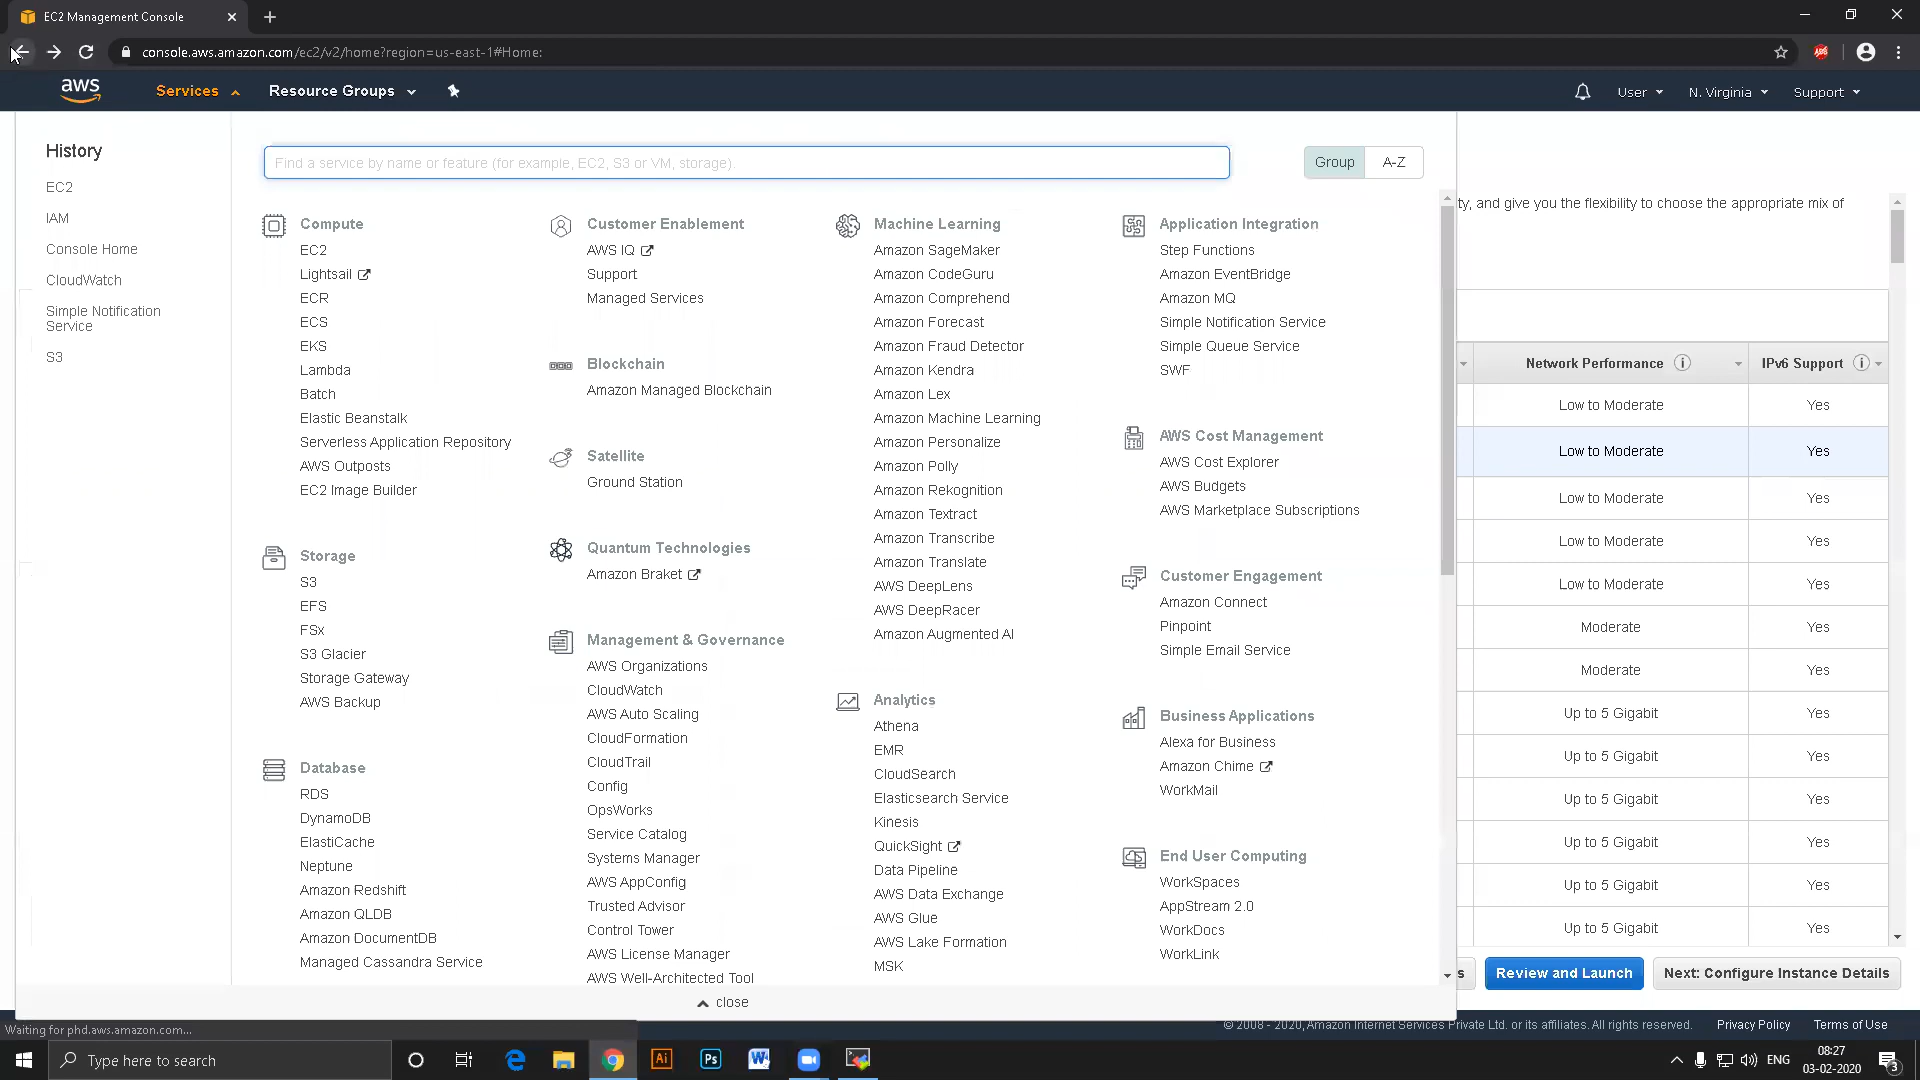 EC2 Management Console
console.aws.amazon.com/ec2/v2/home?region=us-east-1#Home:
ABP
aws
Services
Resource Groups
User
N. Virginia
Support
History
EC2
IAM
Console Home
CloudWatch
Simple Notification
Service
S3
Find a service by name or feature (for example, EC2, S3 or VM, storage).
Group
A-Z
Compute
EC2
Lightsail
ECR
ECS
EKS
Lambda
Batch
Elastic Beanstalk
Serverless Application Repository
AWS Outposts
EC2 Image Builder
Storage
S3
EFS
FSx
S3 Glacier
Storage Gateway
AWS Backup
Database
RDS
DynamoDB
ElastiCache
Neptune
Amazon Redshift
Amazon QLDB
Amazon DocumentDB
Managed Cassandra Service
Customer Enablement
AWS IQ
Support
Managed Services
Blockchain
Amazon Managed Blockchain
Satellite
Ground Station
Quantum Technologies
Amazon Braket
Management & Governance
AWS Organizations
CloudWatch
AWS Auto Scaling
CloudFormation
CloudTrail
Config
OpsWorks
Service Catalog
Systems Manager
AWS AppConfig
Trusted Advisor
Control Tower
AWS License Manager
AWS Well-Architected Tool
Machine Learning
Amazon SageMaker
Amazon CodeGuru
Amazon Comprehend
Amazon Forecast
Amazon Fraud Detector
Amazon Kendra
Amazon Lex
Amazon Machine Learning
Amazon Personalize
Amazon Polly
Amazon Rekognition
Amazon Textract
Amazon Transcribe
Amazon Translate
AWS DeepLens
AWS DeepRacer
Amazon Augmented AI
Analytics
Athena
EMR
CloudSearch
Elasticsearch Service
Kinesis
QuickSight
Data Pipeline
AWS Data Exchange
AWS Glue
AWS Lake Formation
MSK
Application Integration
Step Functions
Amazon EventBridge
Amazon MQ
Simple Notification Service
Simple Queue Service
SWF
AWS Cost Management
AWS Cost Explorer
AWS Budgets
AWS Marketplace Subscriptions
Customer Engagement
Amazon Connect
Pinpoint
Simple Email Service
Business Applications
Alexa for Business
Amazon Chime
WorkMail
End User Computing
WorkSpaces
AppStream 2.0
WorkDocs
WorkLink
close
ty, and give you the flexibility to choose the appropriate mix of
Network Performance
IPv6 Support
Low to Moderate Yes
Low to Moderate Yes
Low to Moderate Yes
Low to Moderate Yes
Low to Moderate Yes
Moderate Yes
Moderate Yes
Up to 5 Gigabit Yes
Up to 5 Gigabit Yes
Up to 5 Gigabit Yes
Up to 5 Gigabit Yes
Up to 5 Gigabit Yes
Up to 5 Gigabit Yes
s
Review and Launch
Next: Configure Instance Details
Waiting for phd.aws.amazon.com...
© 2008 - 2020, Amazon Internet Services Private Ltd. or its affiliates. All rights reserved.
Privacy Policy
Terms of Use
Type here to search
Ai
Ps
W
ENG
08:27
03-02-2020
3